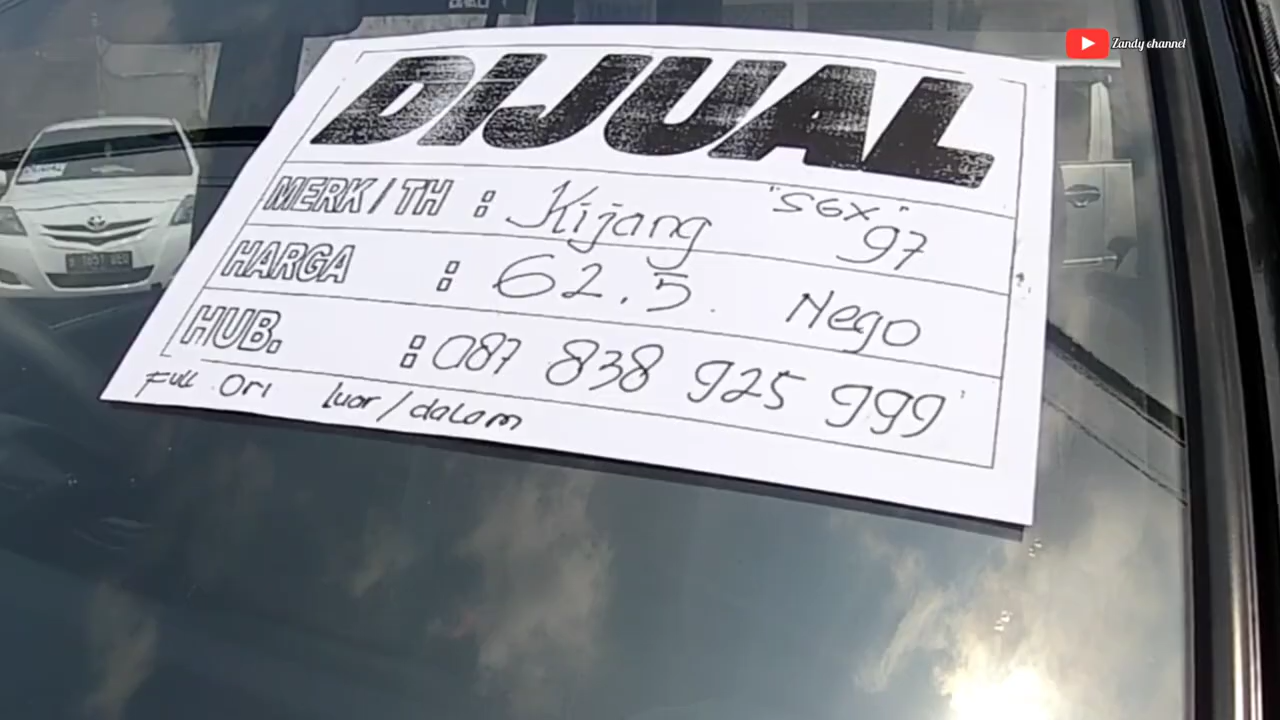 Zandy channel
DIJUAL
MERK/TH : Kijang "SGX" 97
HARGA : 62.5. Nego
HUB. : 087 838 925 999
Full Ori luar/dalam